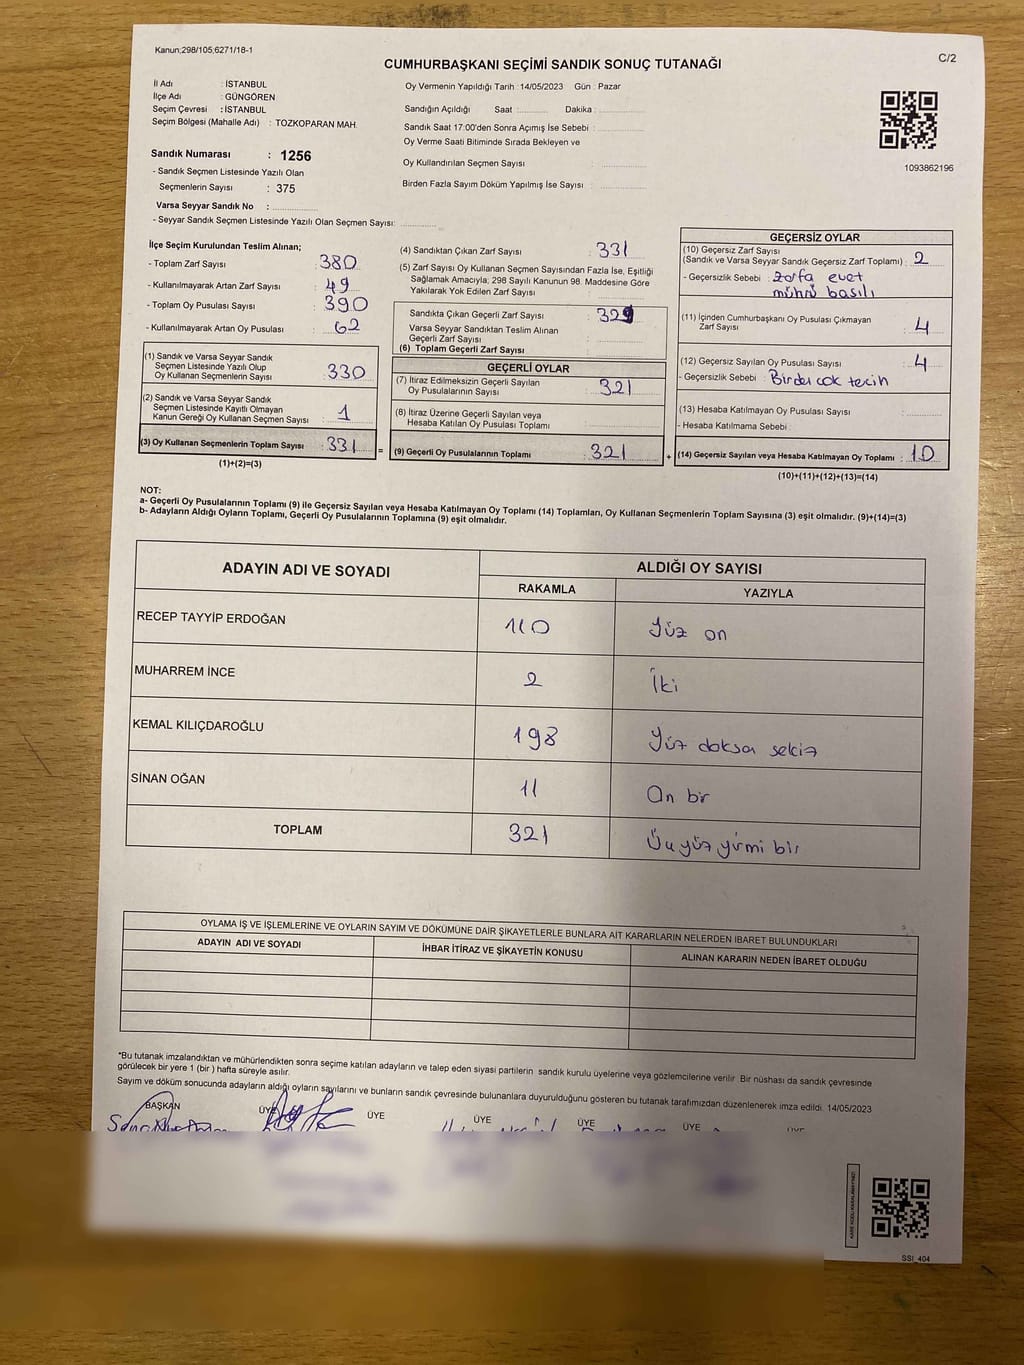 Kanun;298/105;6271/18-1
C/2
CUMHURBAŞKANI SEÇİMİ SANDIK SONUÇ TUTANAĞI
İl Adı : İSTANBUL
İlçe Adı : GÜNGÖREN
Seçim Çevresi : İSTANBUL
Seçim Bölgesi (Mahalle Adı) : TOZKOPARAN MAH.
Sandık Numarası : 1256
- Sandık Seçmen Listesinde Yazılı Olan
Seçmenlerin Sayısı : 375
Varsa Seyyar Sandık No :
- Seyyar Sandık Seçmen Listesinde Yazılı Olan Seçmen Sayısı:
Oy Vermenin Yapıldığı Tarih : 14/05/2023 Gün : Pazar
Sandığın Açıldığı Saat : Dakika :
Sandık Saat 17:00'den Sonra Açımış İse Sebebi :
Oy Verme Saati Bitiminde Sırada Bekleyen ve
Oy Kullandırılan Seçmen Sayısı :
Birden Fazla Sayım Döküm Yapılmış İse Sayısı :
1093862196
İlçe Seçim Kurulundan Teslim Alınan;
- Toplam Zarf Sayısı : 380
- Kullanılmayarak Artan Zarf Sayısı : 49
- Toplam Oy Pusulası Sayısı : 390
- Kullanılmayarak Artan Oy Pusulası : 62
(1) Sandık ve Varsa Seyyar Sandık
Seçmen Listesinde Yazılı Olup
Oy Kullanan Seçmenlerin Sayısı : 330
(2) Sandık ve Varsa Seyyar Sandık
Seçmen Listesinde Kayıtlı Olmayan
Kanun Gereği Oy Kullanan Seçmen Sayısı : 1
(3) Oy Kullanan Seçmenlerin Toplam Sayısı : 331
(1)+(2)=(3)
=
(4) Sandıktan Çıkan Zarf Sayısı : 331
(5) Zarf Sayısı Oy Kullanan Seçmen Sayısından Fazla İse, Eşitliği
Sağlamak Amacıyla; 298 Sayılı Kanunun 98. Maddesine Göre
Yakılarak Yok Edilen Zarf Sayısı :
Sandıkta Çıkan Geçerli Zarf Sayısı : 329
Varsa Seyyar Sandıktan Teslim Alınan
Geçerli Zarf Sayısı :
(6) Toplam Geçerli Zarf Sayısı
GEÇERLİ OYLAR
(7) İtiraz Edilmeksizin Geçerli Sayılan
Oy Pusulalarının Sayısı : 321
(8) İtiraz Üzerine Geçerli Sayılan veya
Hesaba Katılan Oy Pusulası Toplamı :
(9) Geçerli Oy Pusulalarının Toplamı : 321
+
GEÇERSİZ OYLAR
(10) Geçersiz Zarf Sayısı
(Sandık ve Varsa Seyyar Sandık Geçersiz Zarf Toplamı) : 2
- Geçersizlik Sebebi : zarfa evet
mührü basılı
(11) İçinden Cumhurbaşkanı Oy Pusulası Çıkmayan
Zarf Sayısı : 4
(12) Geçersiz Sayılan Oy Pusulası Sayısı : 4
- Geçersizlik Sebebi : Birden çok tercih
(13) Hesaba Katılmayan Oy Pusulası Sayısı :
- Hesaba Katılmama Sebebi :
(14) Geçersiz Sayılan veya Hesaba Katılmayan Oy Toplamı : 10
(10)+(11)+(12)+(13)=(14)
NOT:
a- Geçerli Oy Pusulalarının Toplamı (9) ile Geçersiz Sayılan veya Hesaba Katılmayan Oy Toplamı (14) Toplamları, Oy Kullanan Seçmenlerin Toplam Sayısına (3) eşit olmalıdır. (9)+(14)=(3)
b- Adayların Aldığı Oyların Toplamı, Geçerli Oy Pusulalarının Toplamına (9) eşit olmalıdır.
ADAYIN ADI VE SOYADI
ALDIĞI OY SAYISI
RAKAMLA YAZIYLA
RECEP TAYYİP ERDOĞAN 110 Yüz on
MUHARREM İNCE 2 İki
KEMAL KILIÇDAROĞLU 198 Yüz doksan sekiz
SİNAN OĞAN 11 On bir
TOPLAM 321 Üç yüz yirmi bir
OYLAMA İŞ VE İŞLEMLERİNE VE OYLARIN SAYIM VE DÖKÜMÜNE DAİR ŞİKAYETLERLE BUNLARA AİT KARARLARIN NELERDEN İBARET BULUNDUKLARI
ADAYIN ADI VE SOYADI İHBAR İTİRAZ VE ŞİKAYETİN KONUSU ALINAN KARARIN NEDEN İBARET OLDUĞU
*Bu tutanak imzalandıktan ve mühürlendikten sonra seçime katılan adayların ve talep eden siyasi partilerin sandık kurulu üyelerine veya gözlemcilerine verilir. Bir nüshası da sandık çevresinde
görülecek bir yere 1 (bir ) hafta süreyle asılır.
Sayım ve döküm sonucunda adayların aldığı oyların sayılarını ve bunların sandık çevresinde bulunanlara duyurulduğunu gösteren bu tutanak tarafımızdan düzenlenerek imza edildi. 14/05/2023
BAŞKAN ÜYE ÜYE ÜYE ÜYE ÜYE ÜYE
SSI_404